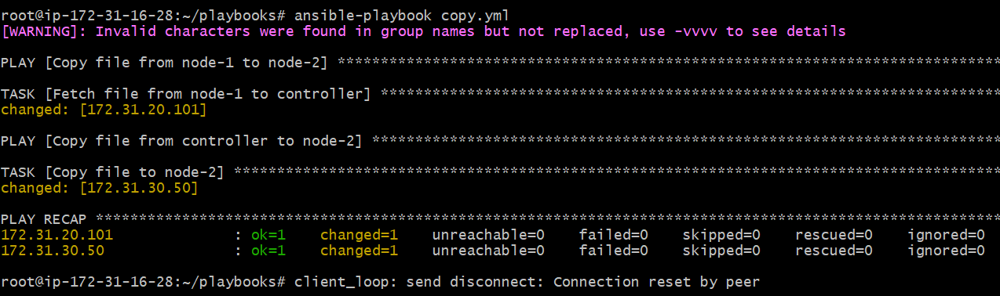 root@ip-172-31-16-28:~/playbooks# ansible-playbook copy.yml
[WARNING]: Invalid characters were found in group names but not replaced, use -vvvv to see details
PLAY [Copy file from node-1 to node-2] *****************************************************************************
TASK [Fetch file from node-1 to controller] ************************************************************************
changed: [172.31.20.101]
PLAY [Copy file from controller to node-2] *************************************************************************
TASK [Copy file to node-2] *****************************************************************************************
changed: [172.31.30.50]
PLAY RECAP *********************************************************************************************************
172.31.20.101              : ok=1    changed=1    unreachable=0    failed=0    skipped=0    rescued=0    ignored=0
172.31.30.50               : ok=1    changed=1    unreachable=0    failed=0    skipped=0    rescued=0    ignored=0
root@ip-172-31-16-28:~/playbooks# client_loop: send disconnect: Connection reset by peer